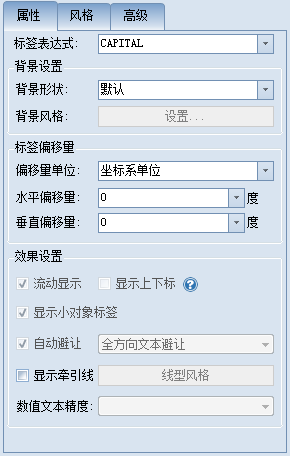 属性 风格 高级
标签表达式: CAPITAL
背景设置
背景形状: 默认
背景风格: 设置...
标签偏移量
偏移量单位: 坐标系单位
水平偏移量: 0 度
垂直偏移量: 0 度
效果设置
流动显示 显示上下标 ?
显示小对象标签
自动避让 全方向文本避让
显示牵引线 线型风格
数值文本精度: